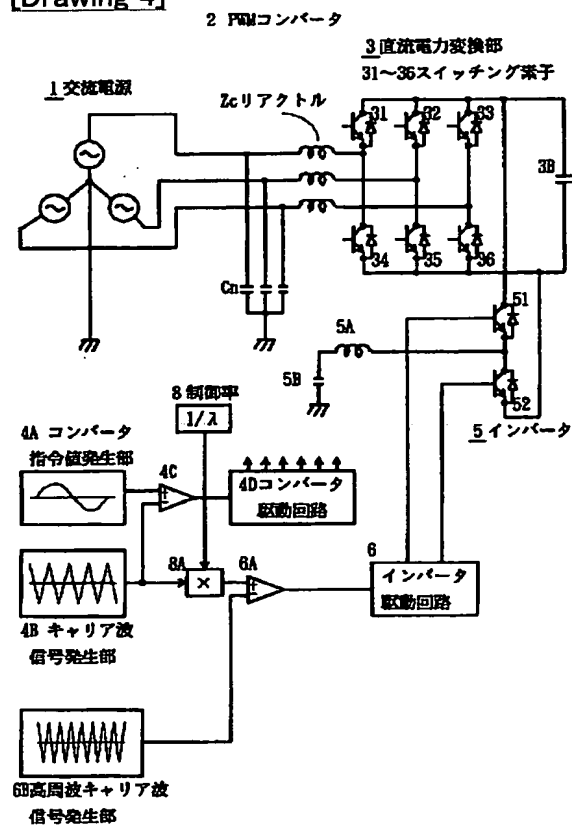 [Drawing 4]
2 PWMコンバータ
3 直流電力変換部
31~36スイッチング素子
1 交流電源
Zcリアクトル
31
32
33
3B
34
35
36
Cn
51
5A
5B
52
5 インバータ
8 制御率
1/λ
4A コンバータ
指令値発生部
4C
4Dコンバータ
駆動回路
8A
×
6A
6
インバータ
駆動回路
4B キャリア波
信号発生部
6B高周波キャリア波
信号発生部